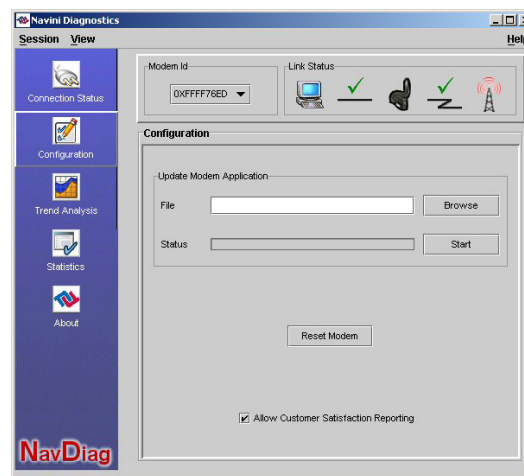 Navini Diagnostics
Session View Help
Modem Id
0XFFFF76ED
Link Status
Connection Status
Configuration
Trend Analysis
Statistics
About
NavDiag
Configuration
Update Modem Application
File Browse
Status Start
Reset Modem
Allow Customer Satisfaction Reporting